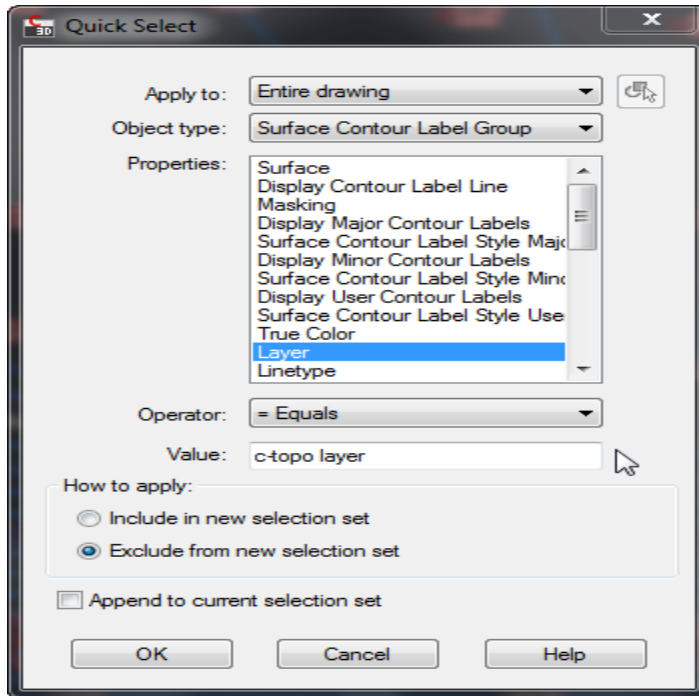 3D Quick Select
Apply to: Entire drawing
Object type: Surface Contour Label Group
Properties: Surface
Display Contour Label Line
Masking
Display Major Contour Labels
Surface Contour Label Style Majo
Display Minor Contour Labels
Surface Contour Label Style Mino
Display User Contour Labels
Surface Contour Label Style Use
True Color
Layer
Linetype
Operator: = Equals
Value: c-topo layer
How to apply:
Include in new selection set
Exclude from new selection set
Append to current selection set
OK Cancel Help